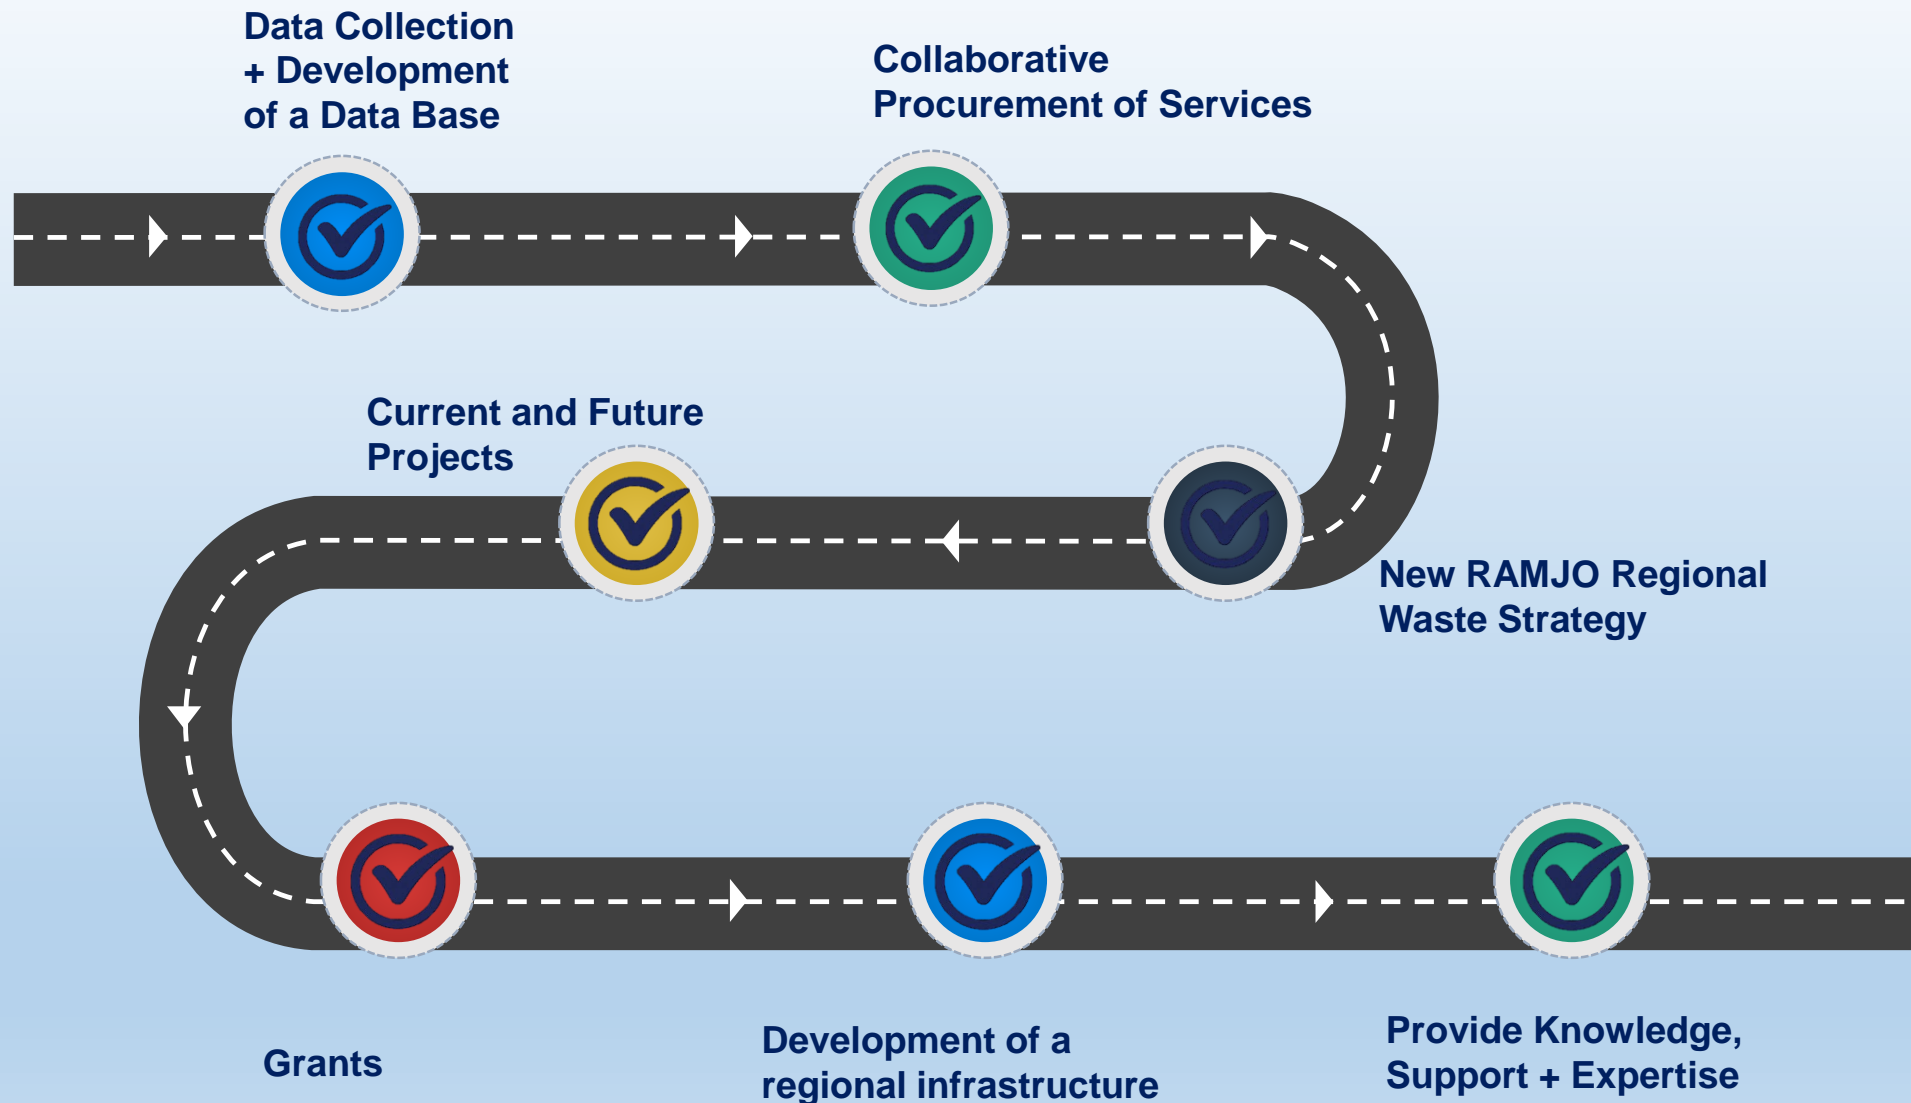 Data Collection
+ Development
of a Data Base
Collaborative
Procurement of Services
Current and Future
Projects
New RAMJO Regional
Waste Strategy
Grants
Development of a
regional infrastructure
Provide Knowledge,
Support + Expertise